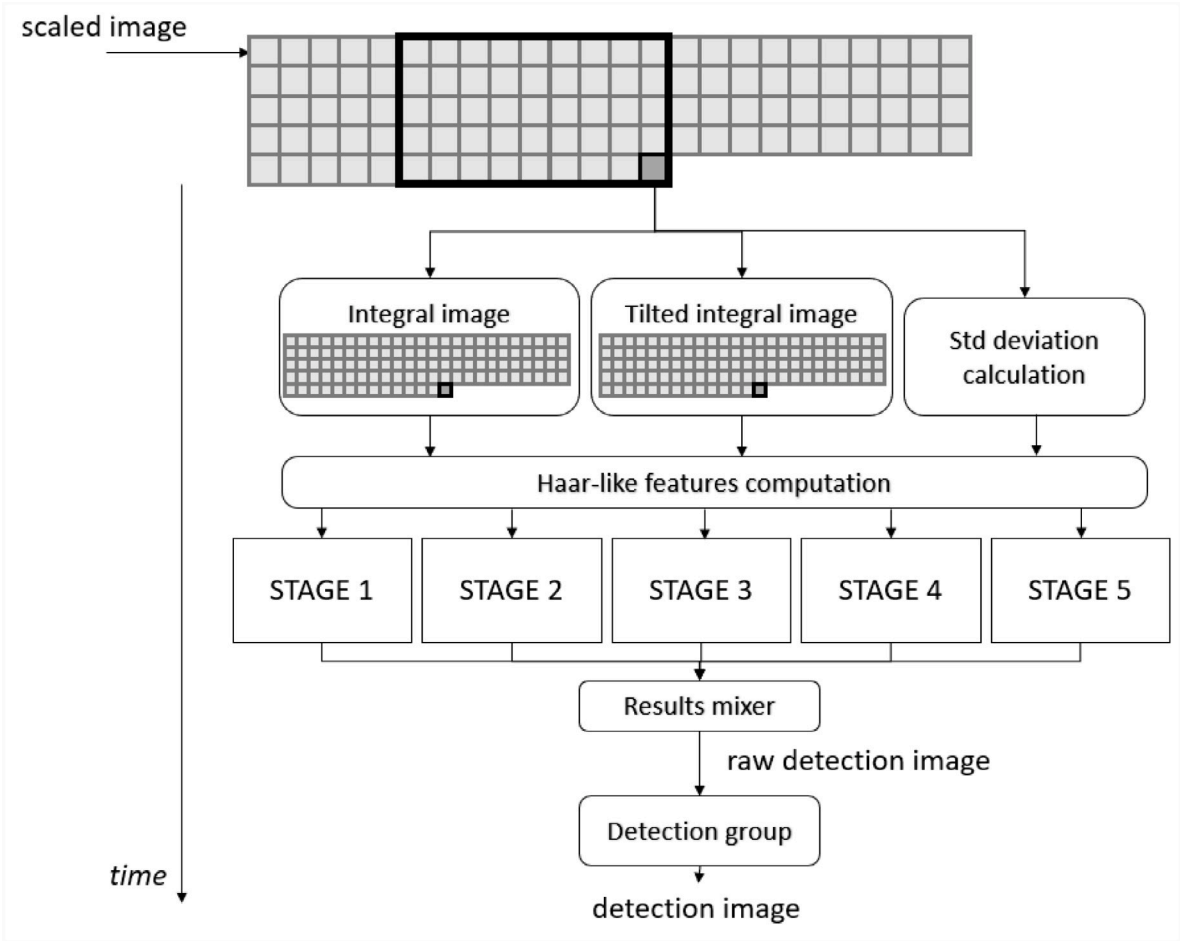 scaled image
Integral image
Tilted integral image
Std deviation
calculation
Haar-like features computation
STAGE 1
STAGE 2
STAGE 3
STAGE 4
STAGE 5
Results mixer
raw detection image
Detection group
time
detection image